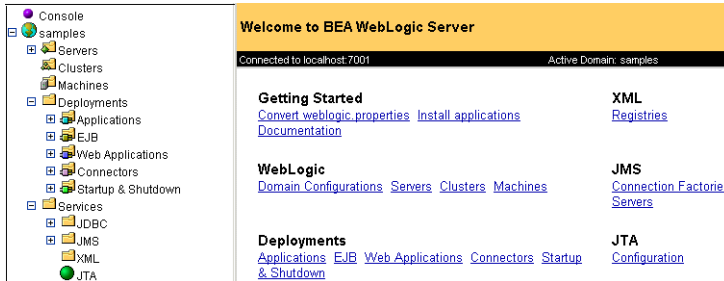 Console
samples
Servers
Clusters
Machines
Deployments
Applications
EJB
Web Applications
Connectors
Startup & Shutdown
Services
JDBC
JMS
XML
JTA
Welcome to BEA WebLogic Server
Connected to localhost:7001 Active Domain: samples
Getting Started
Convert weblogic.properties Install applications
Documentation
XML
Registries
WebLogic
Domain Configurations Servers Clusters Machines
JMS
Connection Factorie
Servers
Deployments
Applications EJB Web Applications Connectors Startup
& Shutdown
JTA
Configuration